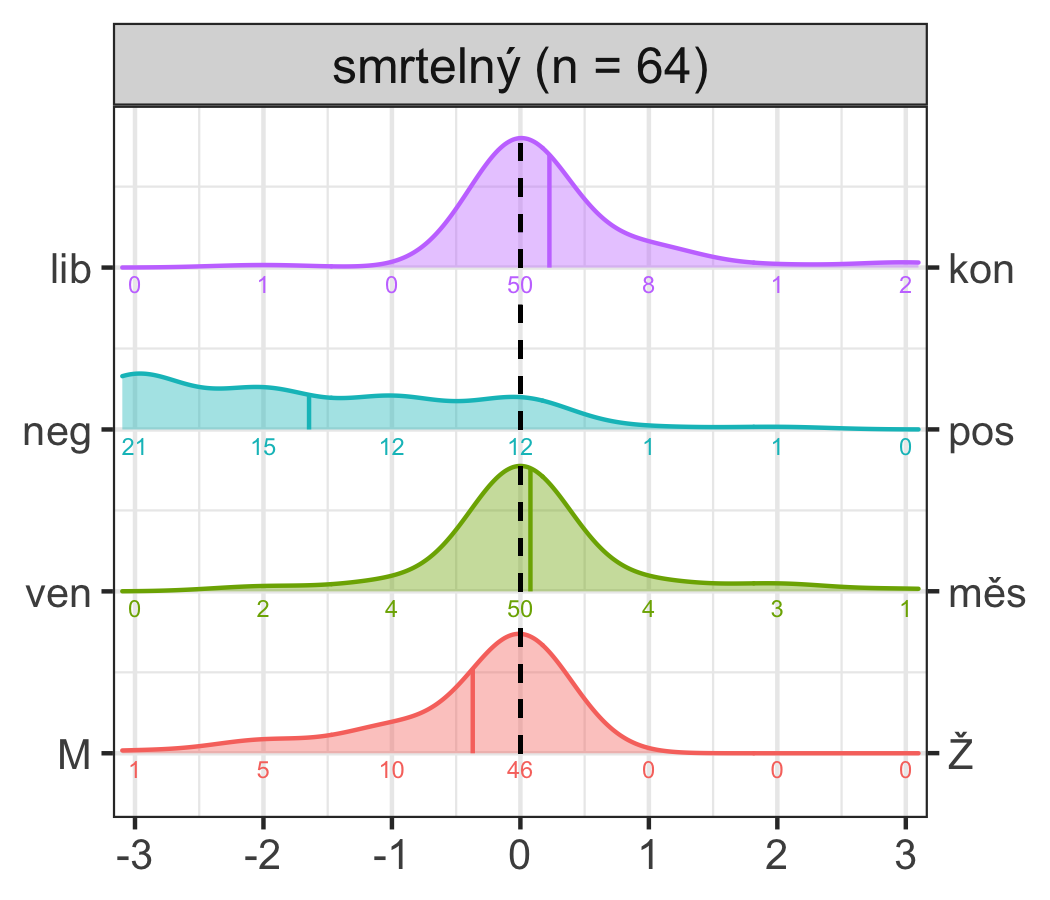 smrtelný (n = 64)
lib kon
0 1 0 50 8 1 2
neg pos
21 15 12 12 1 1 0
ven měs
0 2 4 50 4 3 1
M Ž
1 5 10 46 0 0 0
-3 -2 -1 0 1 2 3